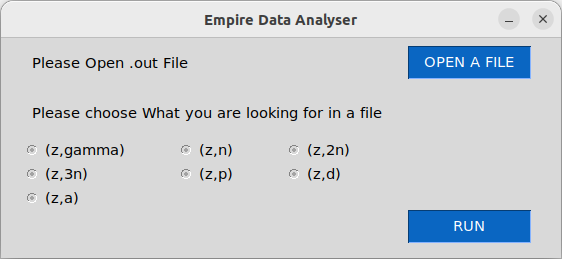 Empire Data Analyser
Please Open .out File
OPEN A FILE
Please choose What you are looking for in a file
(z,gamma) (z,n) (z,2n)
(z,3n) (z,p) (z,d)
(z,a)
RUN